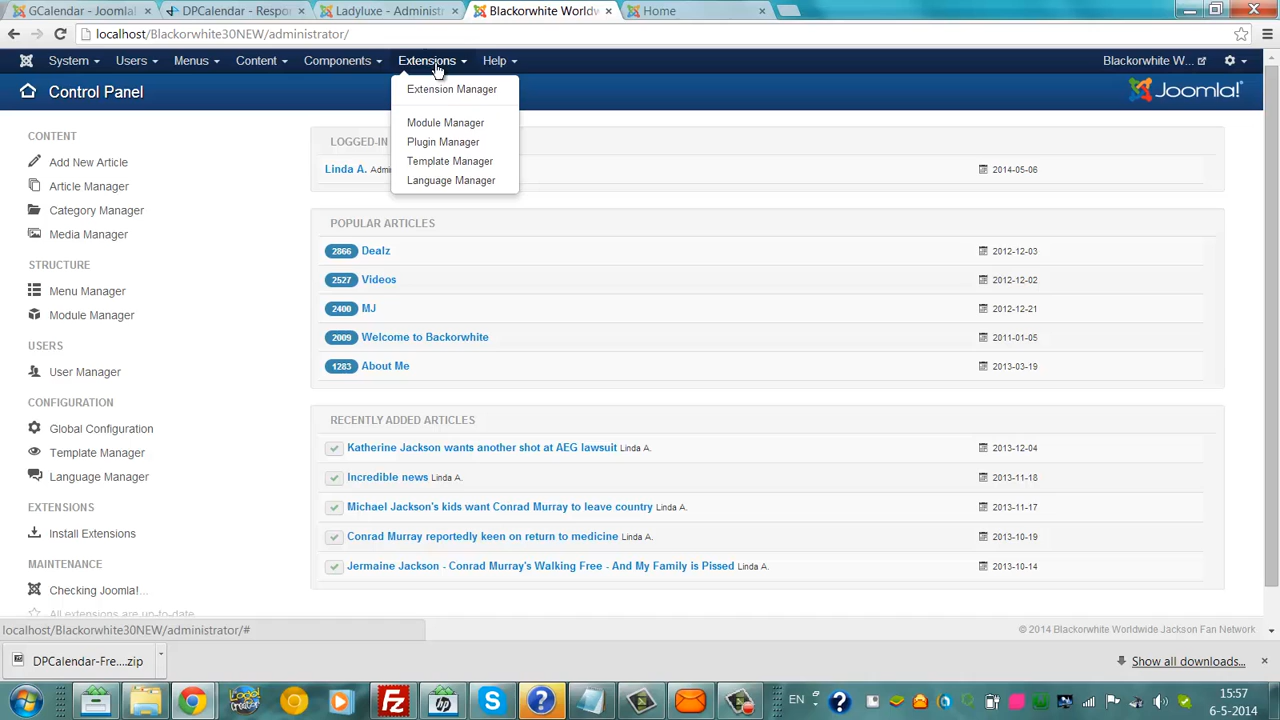 GCalendar - Joomla! DPCalendar - Respon Ladyluxe - Administr Blackorwhite Worldw Home
localhost/Blackorwhite30NEW/administrator/
System Users Menus Content Components Extensions Help Blackorwhite W...
Control Panel Joomla!
Extension Manager
Module Manager
Plugin Manager
Template Manager
Language Manager
CONTENT
Add New Article
Article Manager
Category Manager
Media Manager
STRUCTURE
Menu Manager
Module Manager
USERS
User Manager
CONFIGURATION
Global Configuration
Template Manager
Language Manager
EXTENSIONS
Install Extensions
MAINTENANCE
Checking Joomla!...
All extensions are up-to-date
LOGGED-IN
Linda A. Admi 2014-05-06
POPULAR ARTICLES
2866 Dealz 2012-12-03
2527 Videos 2012-12-02
2400 MJ 2012-12-21
2009 Welcome to Backorwhite 2011-01-05
1283 About Me 2013-03-19
RECENTLY ADDED ARTICLES
Katherine Jackson wants another shot at AEG lawsuit Linda A. 2013-12-04
Incredible news Linda A. 2013-11-18
Michael Jackson's kids want Conrad Murray to leave country Linda A. 2013-11-17
Conrad Murray reportedly keen on return to medicine Linda A. 2013-10-19
Jermaine Jackson - Conrad Murray's Walking Free - And My Family is Pissed Linda A. 2013-10-14
localhost/Blackorwhite30NEW/administrator/#
© 2014 Blackorwhite Worldwide Jackson Fan Network
DPCalendar-Fre....zip
Show all downloads...
EN
15:57
6-5-2014